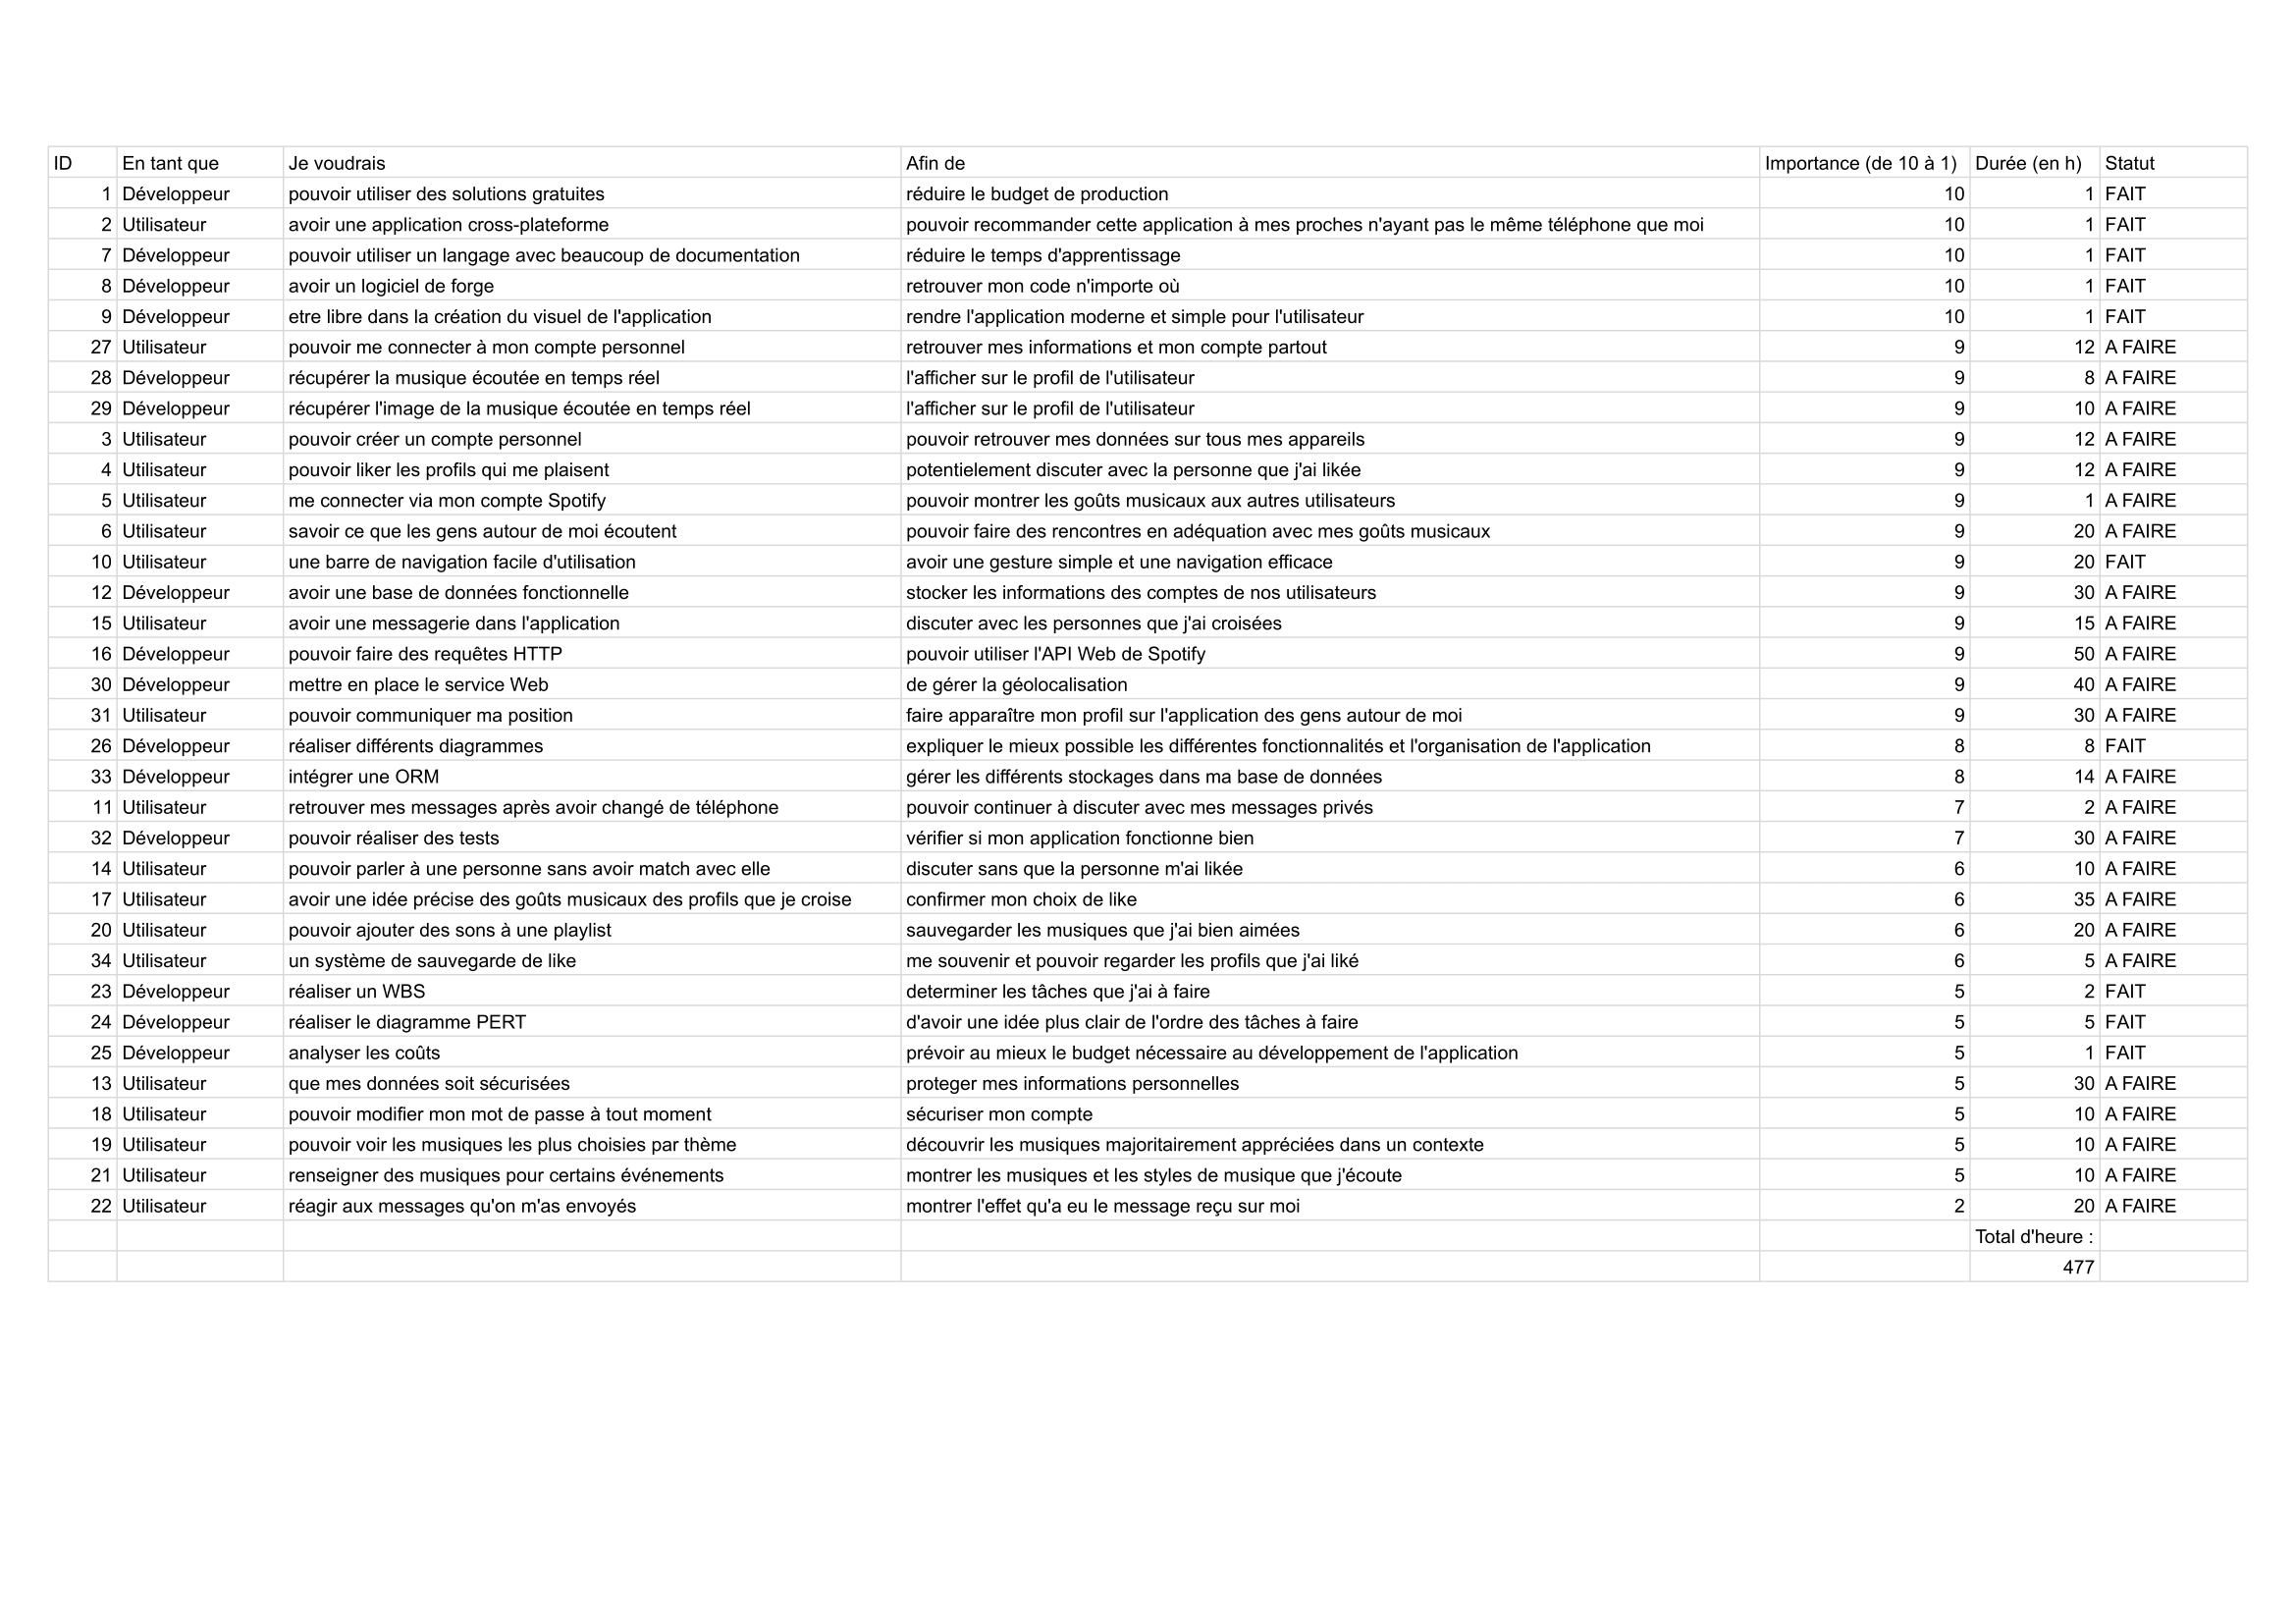 ID En tant que Je voudrais Afin de Importance (de 10 à 1) Durée (en h) Statut
1 Développeur pouvoir utiliser des solutions gratuites réduire le budget de production 10 1 FAIT
2 Utilisateur avoir une application cross-plateforme pouvoir recommander cette application à mes proches n'ayant pas le même téléphone que moi 10 1 FAIT
7 Développeur pouvoir utiliser un langage avec beaucoup de documentation réduire le temps d'apprentissage 10 1 FAIT
8 Développeur avoir un logiciel de forge retrouver mon code n'importe où 10 1 FAIT
9 Développeur etre libre dans la création du visuel de l'application rendre l'application moderne et simple pour l'utilisateur 10 1 FAIT
27 Utilisateur pouvoir me connecter à mon compte personnel retrouver mes informations et mon compte partout 9 12 A FAIRE
28 Développeur récupérer la musique écoutée en temps réel l'afficher sur le profil de l'utilisateur 9 8 A FAIRE
29 Développeur récupérer l'image de la musique écoutée en temps réel l'afficher sur le profil de l'utilisateur 9 10 A FAIRE
3 Utilisateur pouvoir créer un compte personnel pouvoir retrouver mes données sur tous mes appareils 9 12 A FAIRE
4 Utilisateur pouvoir liker les profils qui me plaisent potentielement discuter avec la personne que j'ai likée 9 12 A FAIRE
5 Utilisateur me connecter via mon compte Spotify pouvoir montrer les goûts musicaux aux autres utilisateurs 9 1 A FAIRE
6 Utilisateur savoir ce que les gens autour de moi écoutent pouvoir faire des rencontres en adéquation avec mes goûts musicaux 9 20 A FAIRE
10 Utilisateur une barre de navigation facile d'utilisation avoir une gesture simple et une navigation efficace 9 20 FAIT
12 Développeur avoir une base de données fonctionnelle stocker les informations des comptes de nos utilisateurs 9 30 A FAIRE
15 Utilisateur avoir une messagerie dans l'application discuter avec les personnes que j'ai croisées 9 15 A FAIRE
16 Développeur pouvoir faire des requêtes HTTP pouvoir utiliser l'API Web de Spotify 9 50 A FAIRE
30 Développeur mettre en place le service Web de gérer la géolocalisation 9 40 A FAIRE
31 Utilisateur pouvoir communiquer ma position faire apparaître mon profil sur l'application des gens autour de moi 9 30 A FAIRE
26 Développeur réaliser différents diagrammes expliquer le mieux possible les différentes fonctionnalités et l'organisation de l'application 8 8 FAIT
33 Développeur intégrer une ORM gérer les différents stockages dans ma base de données 8 14 A FAIRE
11 Utilisateur retrouver mes messages après avoir changé de téléphone pouvoir continuer à discuter avec mes messages privés 7 2 A FAIRE
32 Développeur pouvoir réaliser des tests vérifier si mon application fonctionne bien 7 30 A FAIRE
14 Utilisateur pouvoir parler à une personne sans avoir match avec elle discuter sans que la personne m'ai likée 6 10 A FAIRE
17 Utilisateur avoir une idée précise des goûts musicaux des profils que je croise confirmer mon choix de like 6 35 A FAIRE
20 Utilisateur pouvoir ajouter des sons à une playlist sauvegarder les musiques que j'ai bien aimées 6 20 A FAIRE
34 Utilisateur un système de sauvegarde de like me souvenir et pouvoir regarder les profils que j'ai liké 6 5 A FAIRE
23 Développeur réaliser un WBS determiner les tâches que j'ai à faire 5 2 FAIT
24 Développeur réaliser le diagramme PERT d'avoir une idée plus clair de l'ordre des tâches à faire 5 5 FAIT
25 Développeur analyser les coûts prévoir au mieux le budget nécessaire au développement de l'application 5 1 FAIT
13 Utilisateur que mes données soit sécurisées proteger mes informations personnelles 5 30 A FAIRE
18 Utilisateur pouvoir modifier mon mot de passe à tout moment sécuriser mon compte 5 10 A FAIRE
19 Utilisateur pouvoir voir les musiques les plus choisies par thème découvrir les musiques majoritairement appréciées dans un contexte 5 10 A FAIRE
21 Utilisateur renseigner des musiques pour certains événements montrer les musiques et les styles de musique que j'écoute 5 10 A FAIRE
22 Utilisateur réagir aux messages qu'on m'as envoyés montrer l'effet qu'a eu le message reçu sur moi 2 20 A FAIRE
Total d'heure :
477